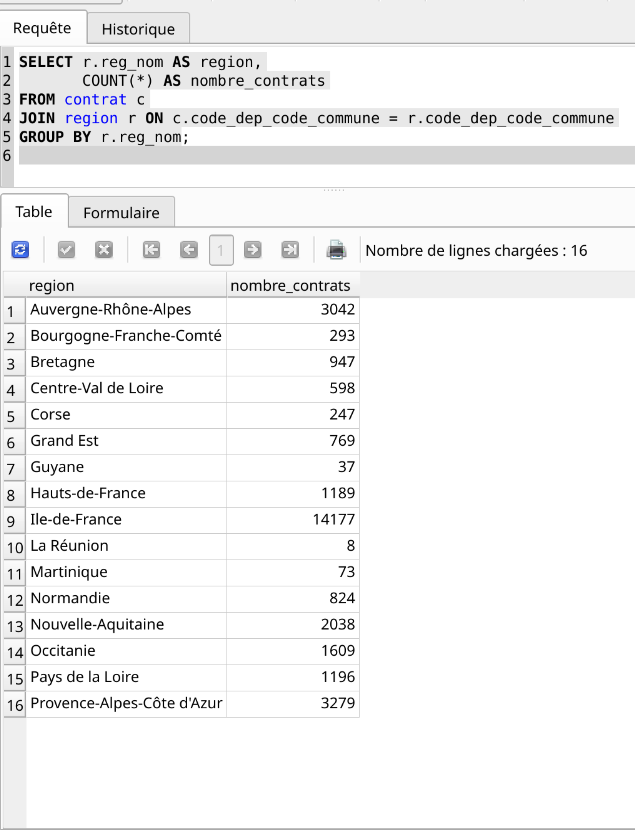 Requête Historique
1 SELECT r.reg_nom AS region,
2 COUNT(*) AS nombre_contrats
3 FROM contrat c
4 JOIN region r ON c.code_dep_code_commune = r.code_dep_code_commune
5 GROUP BY r.reg_nom;
6
Table Formulaire
1 Nombre de lignes chargées : 16
region nombre_contrats
1 Auvergne-Rhône-Alpes 3042
2 Bourgogne-Franche-Comté 293
3 Bretagne 947
4 Centre-Val de Loire 598
5 Corse 247
6 Grand Est 769
7 Guyane 37
8 Hauts-de-France 1189
9 Ile-de-France 14177
10 La Réunion 8
11 Martinique 73
12 Normandie 824
13 Nouvelle-Aquitaine 2038
14 Occitanie 1609
15 Pays de la Loire 1196
16 Provence-Alpes-Côte d'Azur 3279